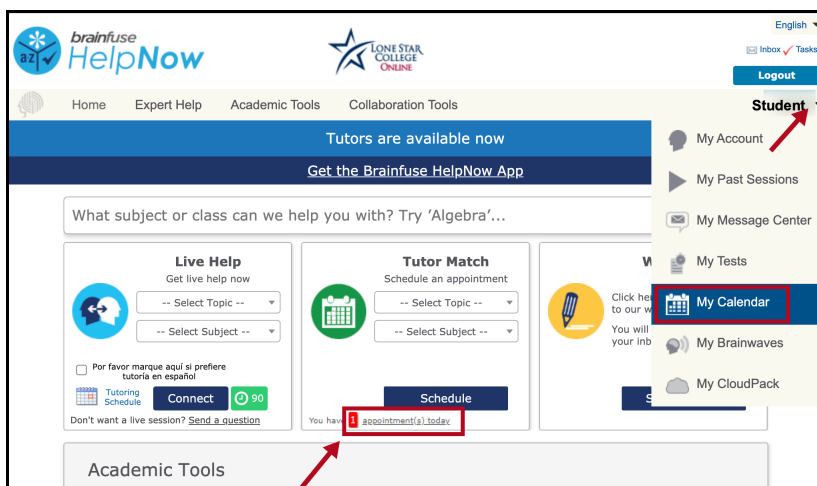 brainfuse
HelpNow
az
LONE STAR
COLLEGE
ONLINE
English
Inbox Tasks
Logout
Home Expert Help Academic Tools Collaboration Tools
Student
Tutors are available now
Get the Brainfuse HelpNow App
What subject or class can we help you with? Try 'Algebra'...
Live Help
Get live help now
-- Select Topic --
-- Select Subject --
Por favor marque aquí si prefiere
tutoría en español
Tutoring
Schedule
Connect
90
Don't want a live session? Send a question
Tutor Match
Schedule an appointment
-- Select Topic --
-- Select Subject --
Schedule
You have 1 appointment(s) today
W
Click her
to our w
You will
your inb
S
My Account
My Past Sessions
My Message Center
My Tests
My Calendar
My Brainwaves
My CloudPack
Academic Tools